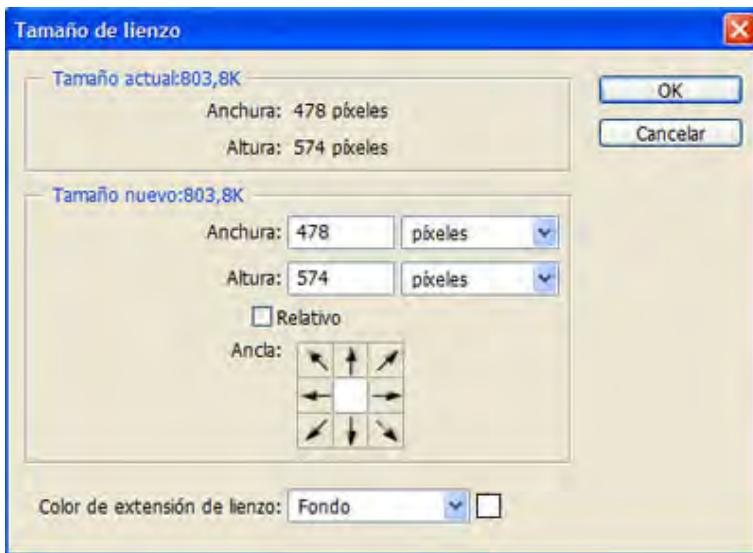 Tamaño de lienzo
Tamaño actual:803,8K
Anchura: 478 píxeles
Altura: 574 píxeles
OK
Cancelar
Tamaño nuevo:803,8K
Anchura: 478 píxeles
Altura: 574 píxeles
Relativo
Ancla:
Color de extensión de lienzo: Fondo